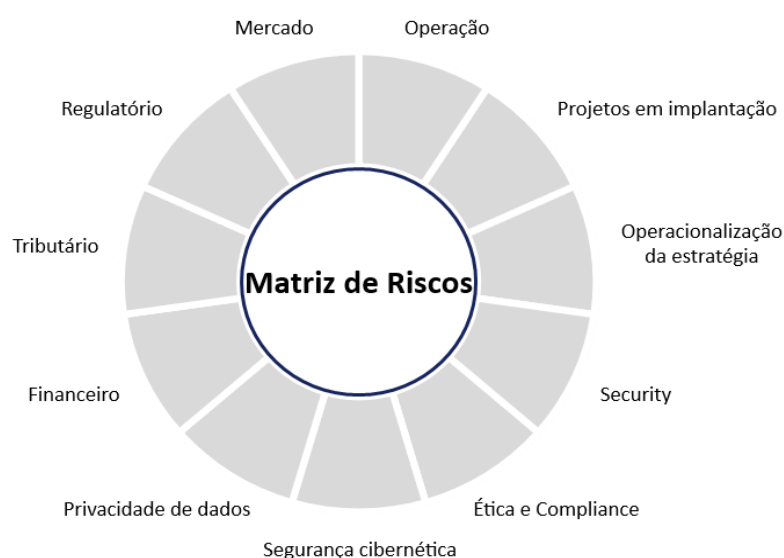 Mercado
Operação
Regulatório
Projetos em implantação
Tributário
Operacionalização
da estratégia
Matriz de Riscos
Financeiro
Security
Privacidade de dados
Ética e Compliance
Segurança cibernética